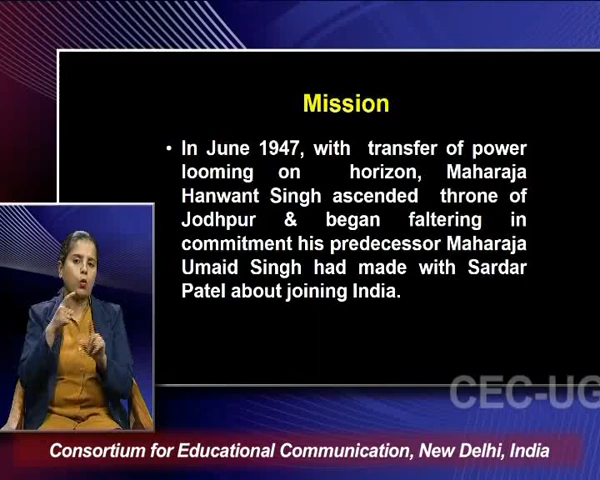 Mission
• In June 1947, with transfer of power
looming on horizon, Maharaja
Hanwant Singh ascended throne of
Jodhpur & began faltering in
commitment his predecessor Maharaja
Umaid Singh had made with Sardar
Patel about joining India.
CEC-UG
Consortium for Educational Communication, New Delhi, India